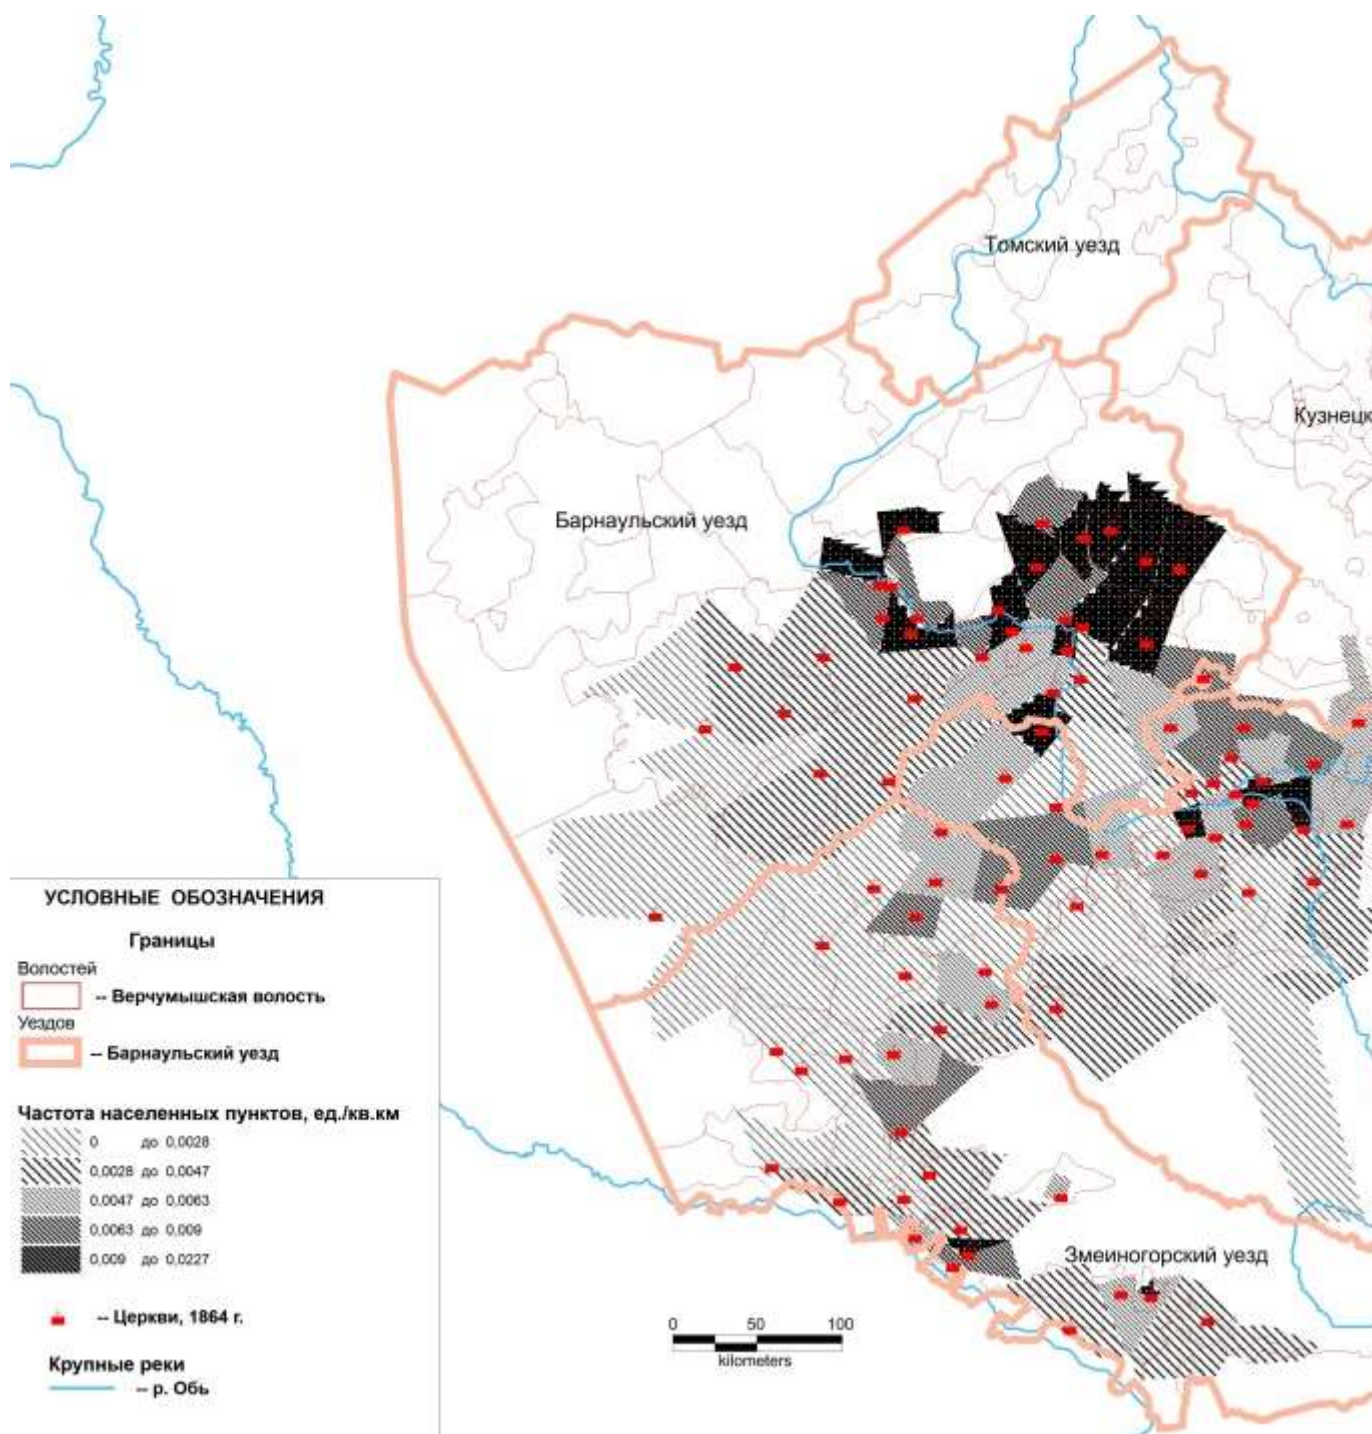 Томский уезд
Кузнецк
Барнаульский уезд
УСЛОВНЫЕ ОБОЗНАЧЕНИЯ
Границы
Волостей
-- Верчумышская волость
Уездов
-- Барнаульский уезд
Частота населенных пунктов, ед./кв.км
0 до 0,0028
0,0028 до 0,0047
0,0047 до 0,0063
0,0063 до 0,009
0,009 до 0,0227
-- Церкви, 1864 г.
Крупные реки
-- р. Обь
Змеиногорский уезд
0 50 100
kilometers